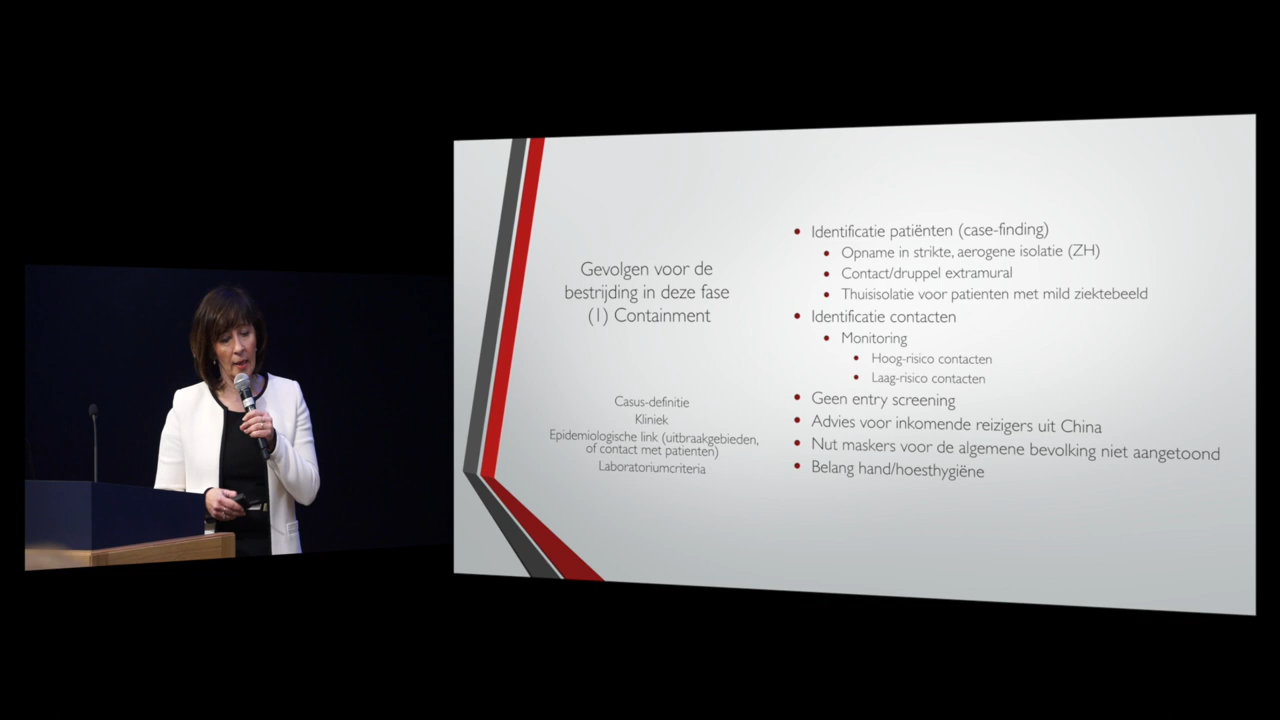 Gevolgen voor de
bestrijding in deze fase
(1) Containment
Casus-definitie
Kliniek
Epidemiologische link (uitbraakgebieden,
of contact met patienten)
Laboratoriumcriteria
• Identificatie patiënten (case-finding)
• Opname in strikte, aerogene isolatie (ZH)
• Contact/druppel extramural
• Thuisisolatie voor patienten met mild ziektebeeld
• Identificatie contacten
• Monitoring
• Hoog-risico contacten
• Laag-risico contacten
• Geen entry screening
• Advies voor inkomende reizigers uit China
• Nut maskers voor de algemene bevolking niet aangetoond
• Belang hand/hoesthygiëne